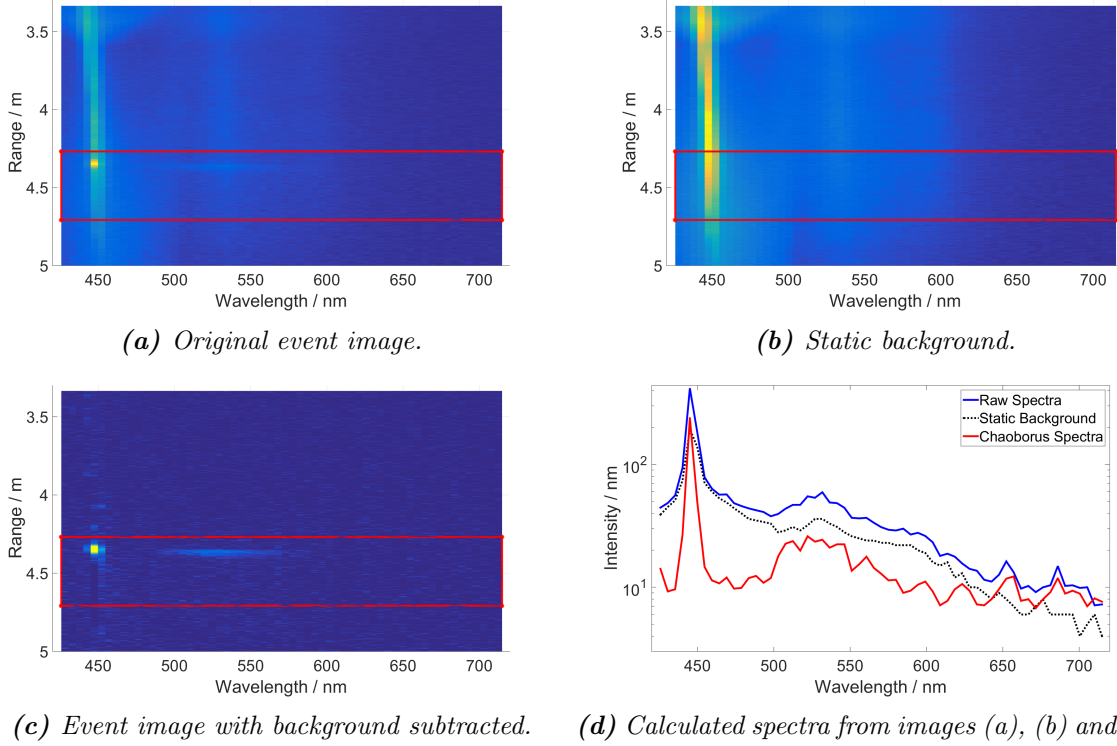 3.5
4
4.5
5
Range / m
450 500 550 600 650 700
Wavelength / nm
(a) Original event image.
3.5
4
4.5
5
Range / m
450 500 550 600 650 700
Wavelength / nm
(b) Static background.
3.5
4
4.5
5
Range / m
450 500 550 600 650 700
Wavelength / nm
(c) Event image with background subtracted.
Raw Spectra
Static Background
Chaoborus Spectra
10²
10¹
Intensity / nm
450 500 550 600 650 700
Wavelength / nm
(d) Calculated spectra from images (a), (b) and